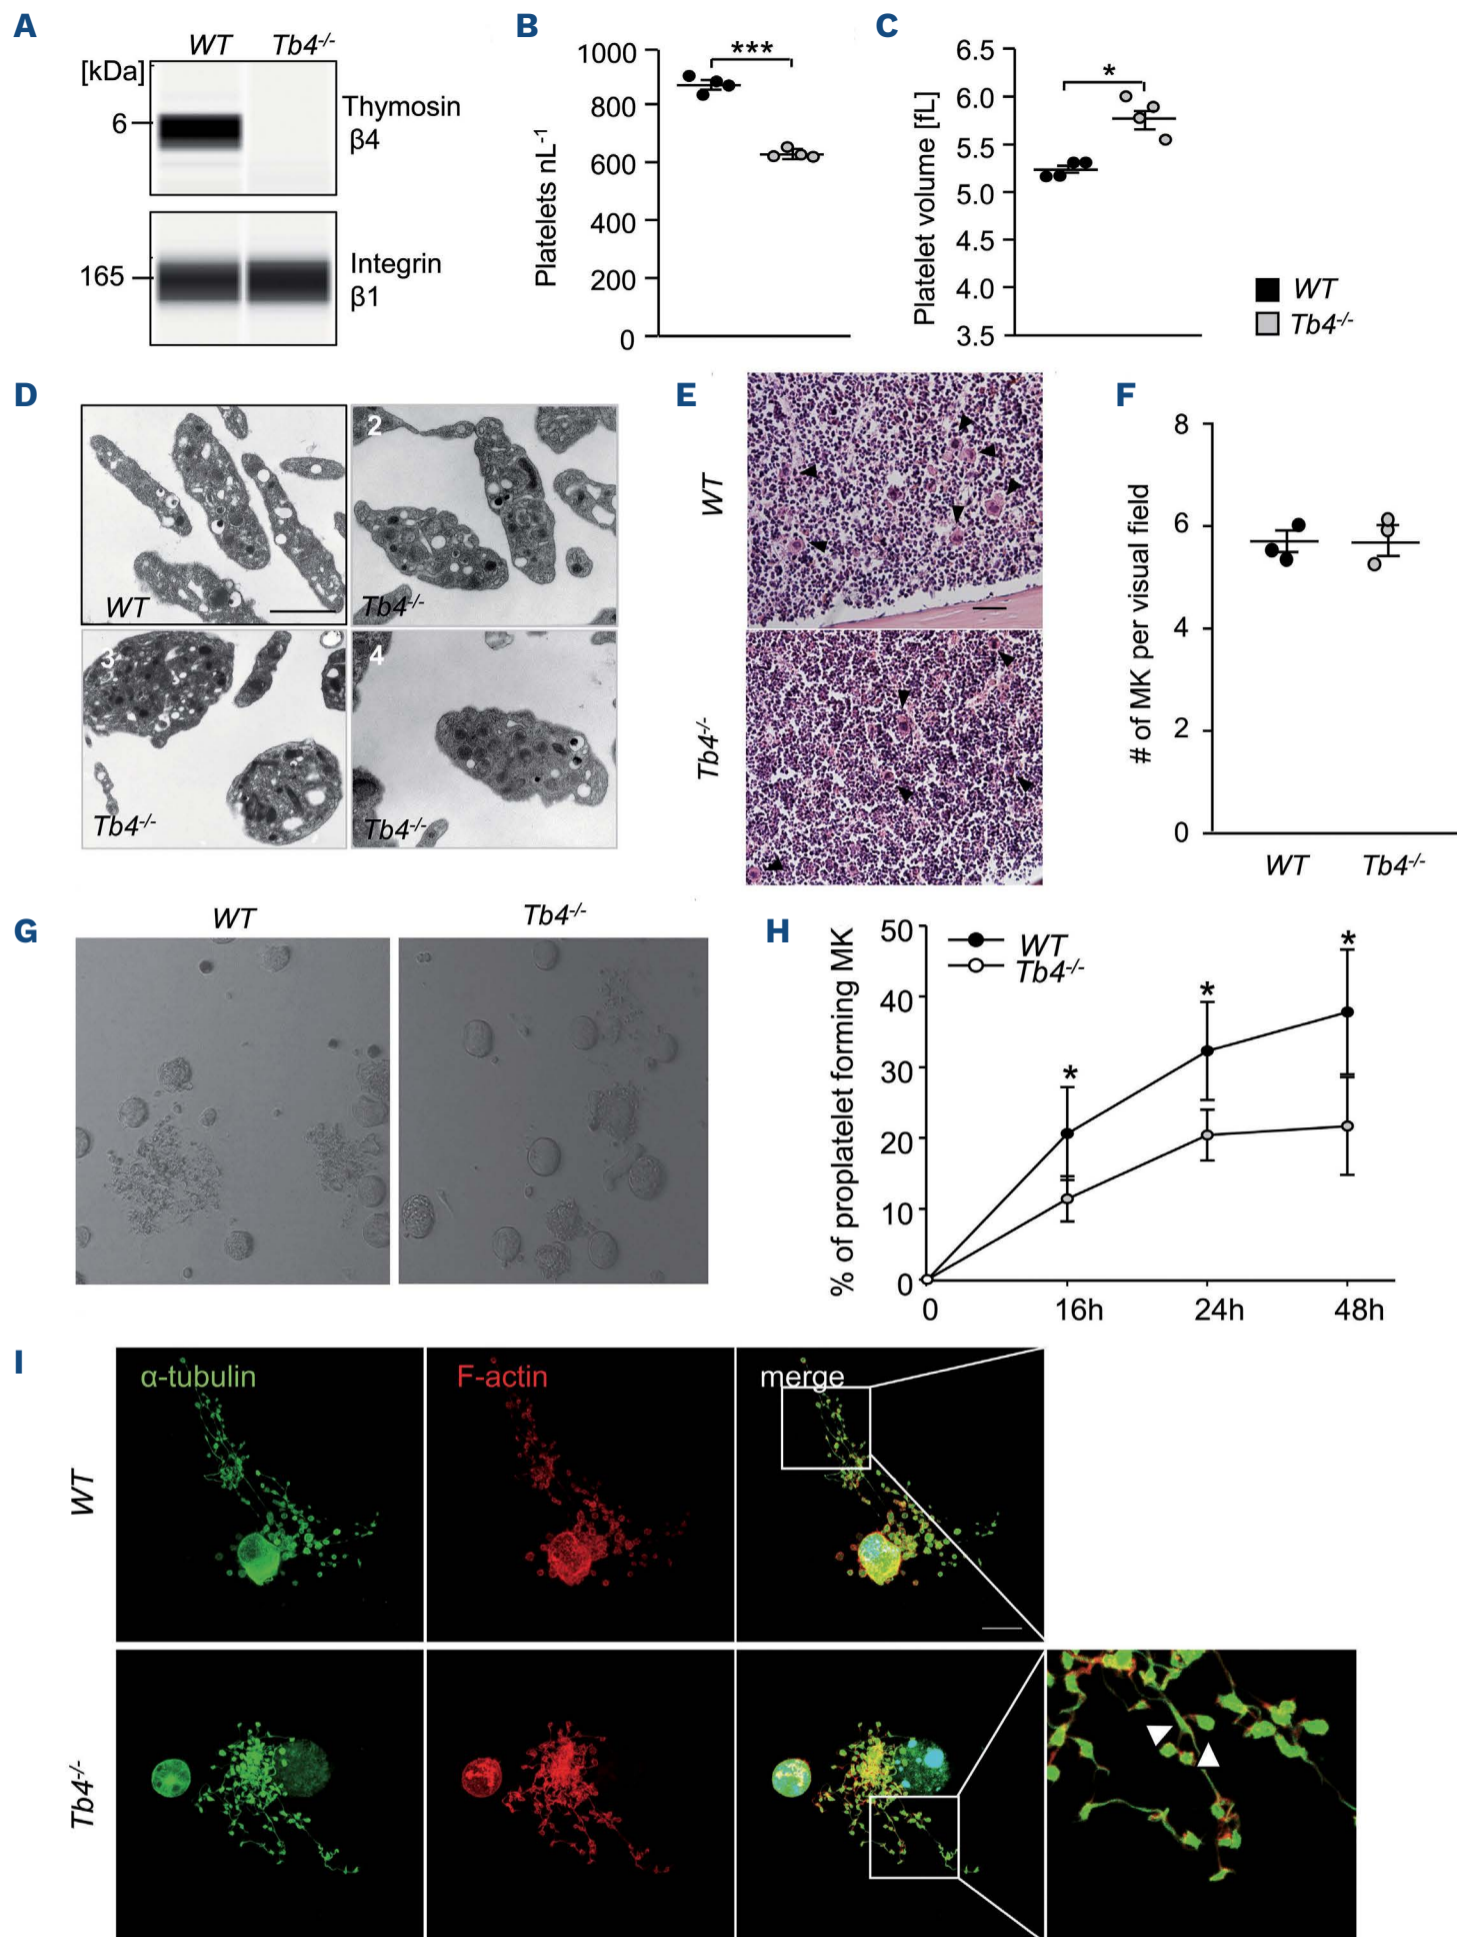 A
WT Tb4-/-
[kDa]
6
Thymosin
β4
165
Integrin
β1
B
***
Platelets nL-1
1000
800
600
400
200
0
C
*
Platelet volume [fL]
6.5
6.0
5.5
5.0
4.5
4.0
3.5
WT
Tb4-/-
D
WT
2
Tb4-/-
3
Tb4-/-
4
Tb4-/-
E
WT
Tb4-/-
F
# of MK per visual field
8
6
4
2
0
WT Tb4-/-
G
WT Tb4-/-
H
% of proplatelet forming MK
50
40
30
20
10
0
WT
Tb4-/-
*
*
*
0 16h 24h 48h
I
α-tubulin F-actin merge
WT
Tb4-/-